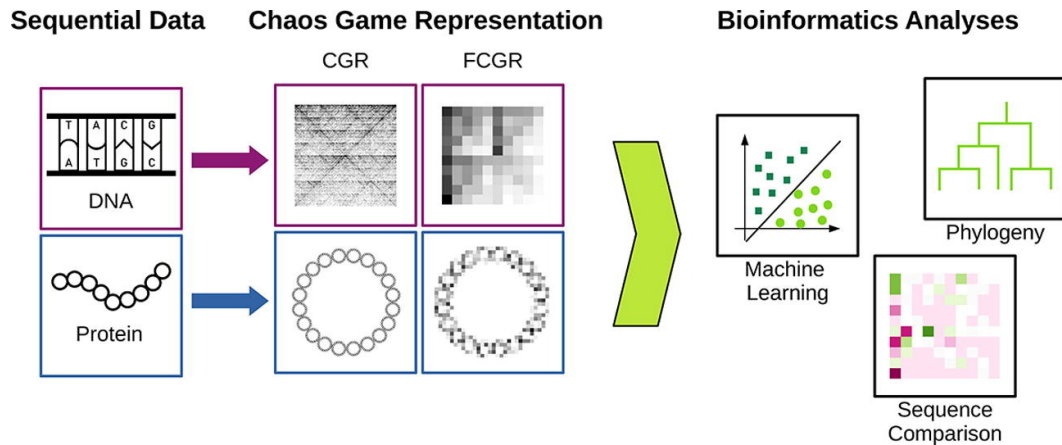 Sequential Data
Chaos Game Representation
Bioinformatics Analyses
CGR
FCGR
T A C G
A T G C
DNA
Protein
Machine
Learning
Phylogeny
Sequence
Comparison